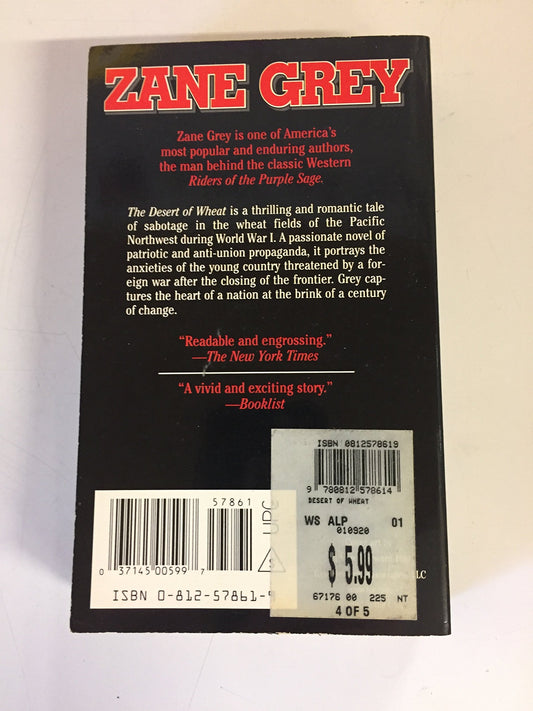 ZANE GREY
Zane Grey is one of America's
most popular and enduring authors,
the man behind the classic Western
Riders of the Purple Sage.
The Desert of Wheat is a thrilling and romantic tale
of sabotage in the wheat fields of the Pacific
Northwest during World War I. A passionate novel of
patriotic and anti-union propaganda, it portrays the
anxieties of the young country threatened by a for-
eign war after the closing of the frontier. Grey cap-
tures the heart of a nation at the brink of a century
of change.
"Readable and engrossing."
—The New York Times
"A vivid and exciting story."
—Booklist
ISBN 0812578619
9 780812 578614
DESERT OF WHEAT
WS ALP 01
010920
$ 5.99
67176 00 225 NT
4 OF 5
LLC
57861
UPC
S
0 37145 00599 7
ISBN 0-812-57861-9